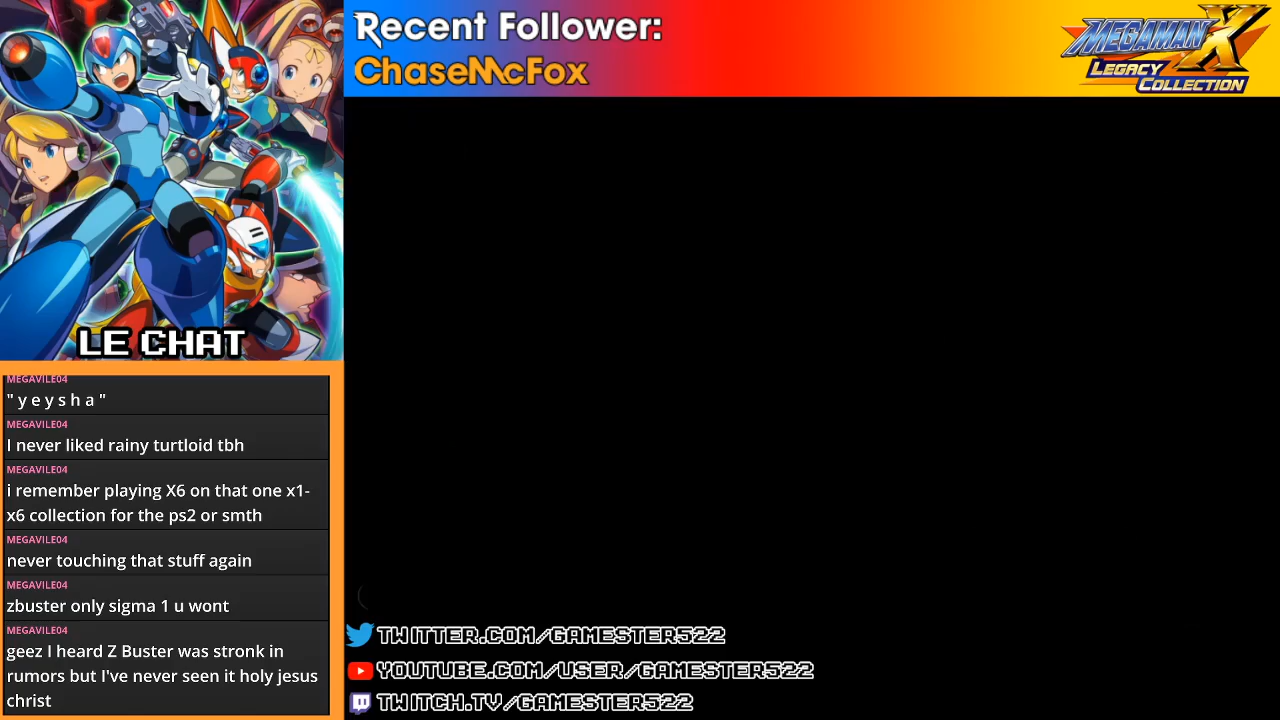 Recent Follower:
ChaseMcFox
MEGAMAN X
LEGACY
COLLECTION
LE CHAT
MEGAVILE04
" y e y s h a "
MEGAVILE04
I never liked rainy turtloid tbh
MEGAVILE04
i remember playing X6 on that one x1-
x6 collection for the ps2 or smth
MEGAVILE04
never touching that stuff again
MEGAVILE04
zbuster only sigma 1 u wont
MEGAVILE04
geez I heard Z Buster was stronk in
rumors but I've never seen it holy jesus
christ
TWITTER.COM/GAMESTER522
YOUTUBE.COM/USER/GAMESTER522
TWITCH.TV/GAMESTER522